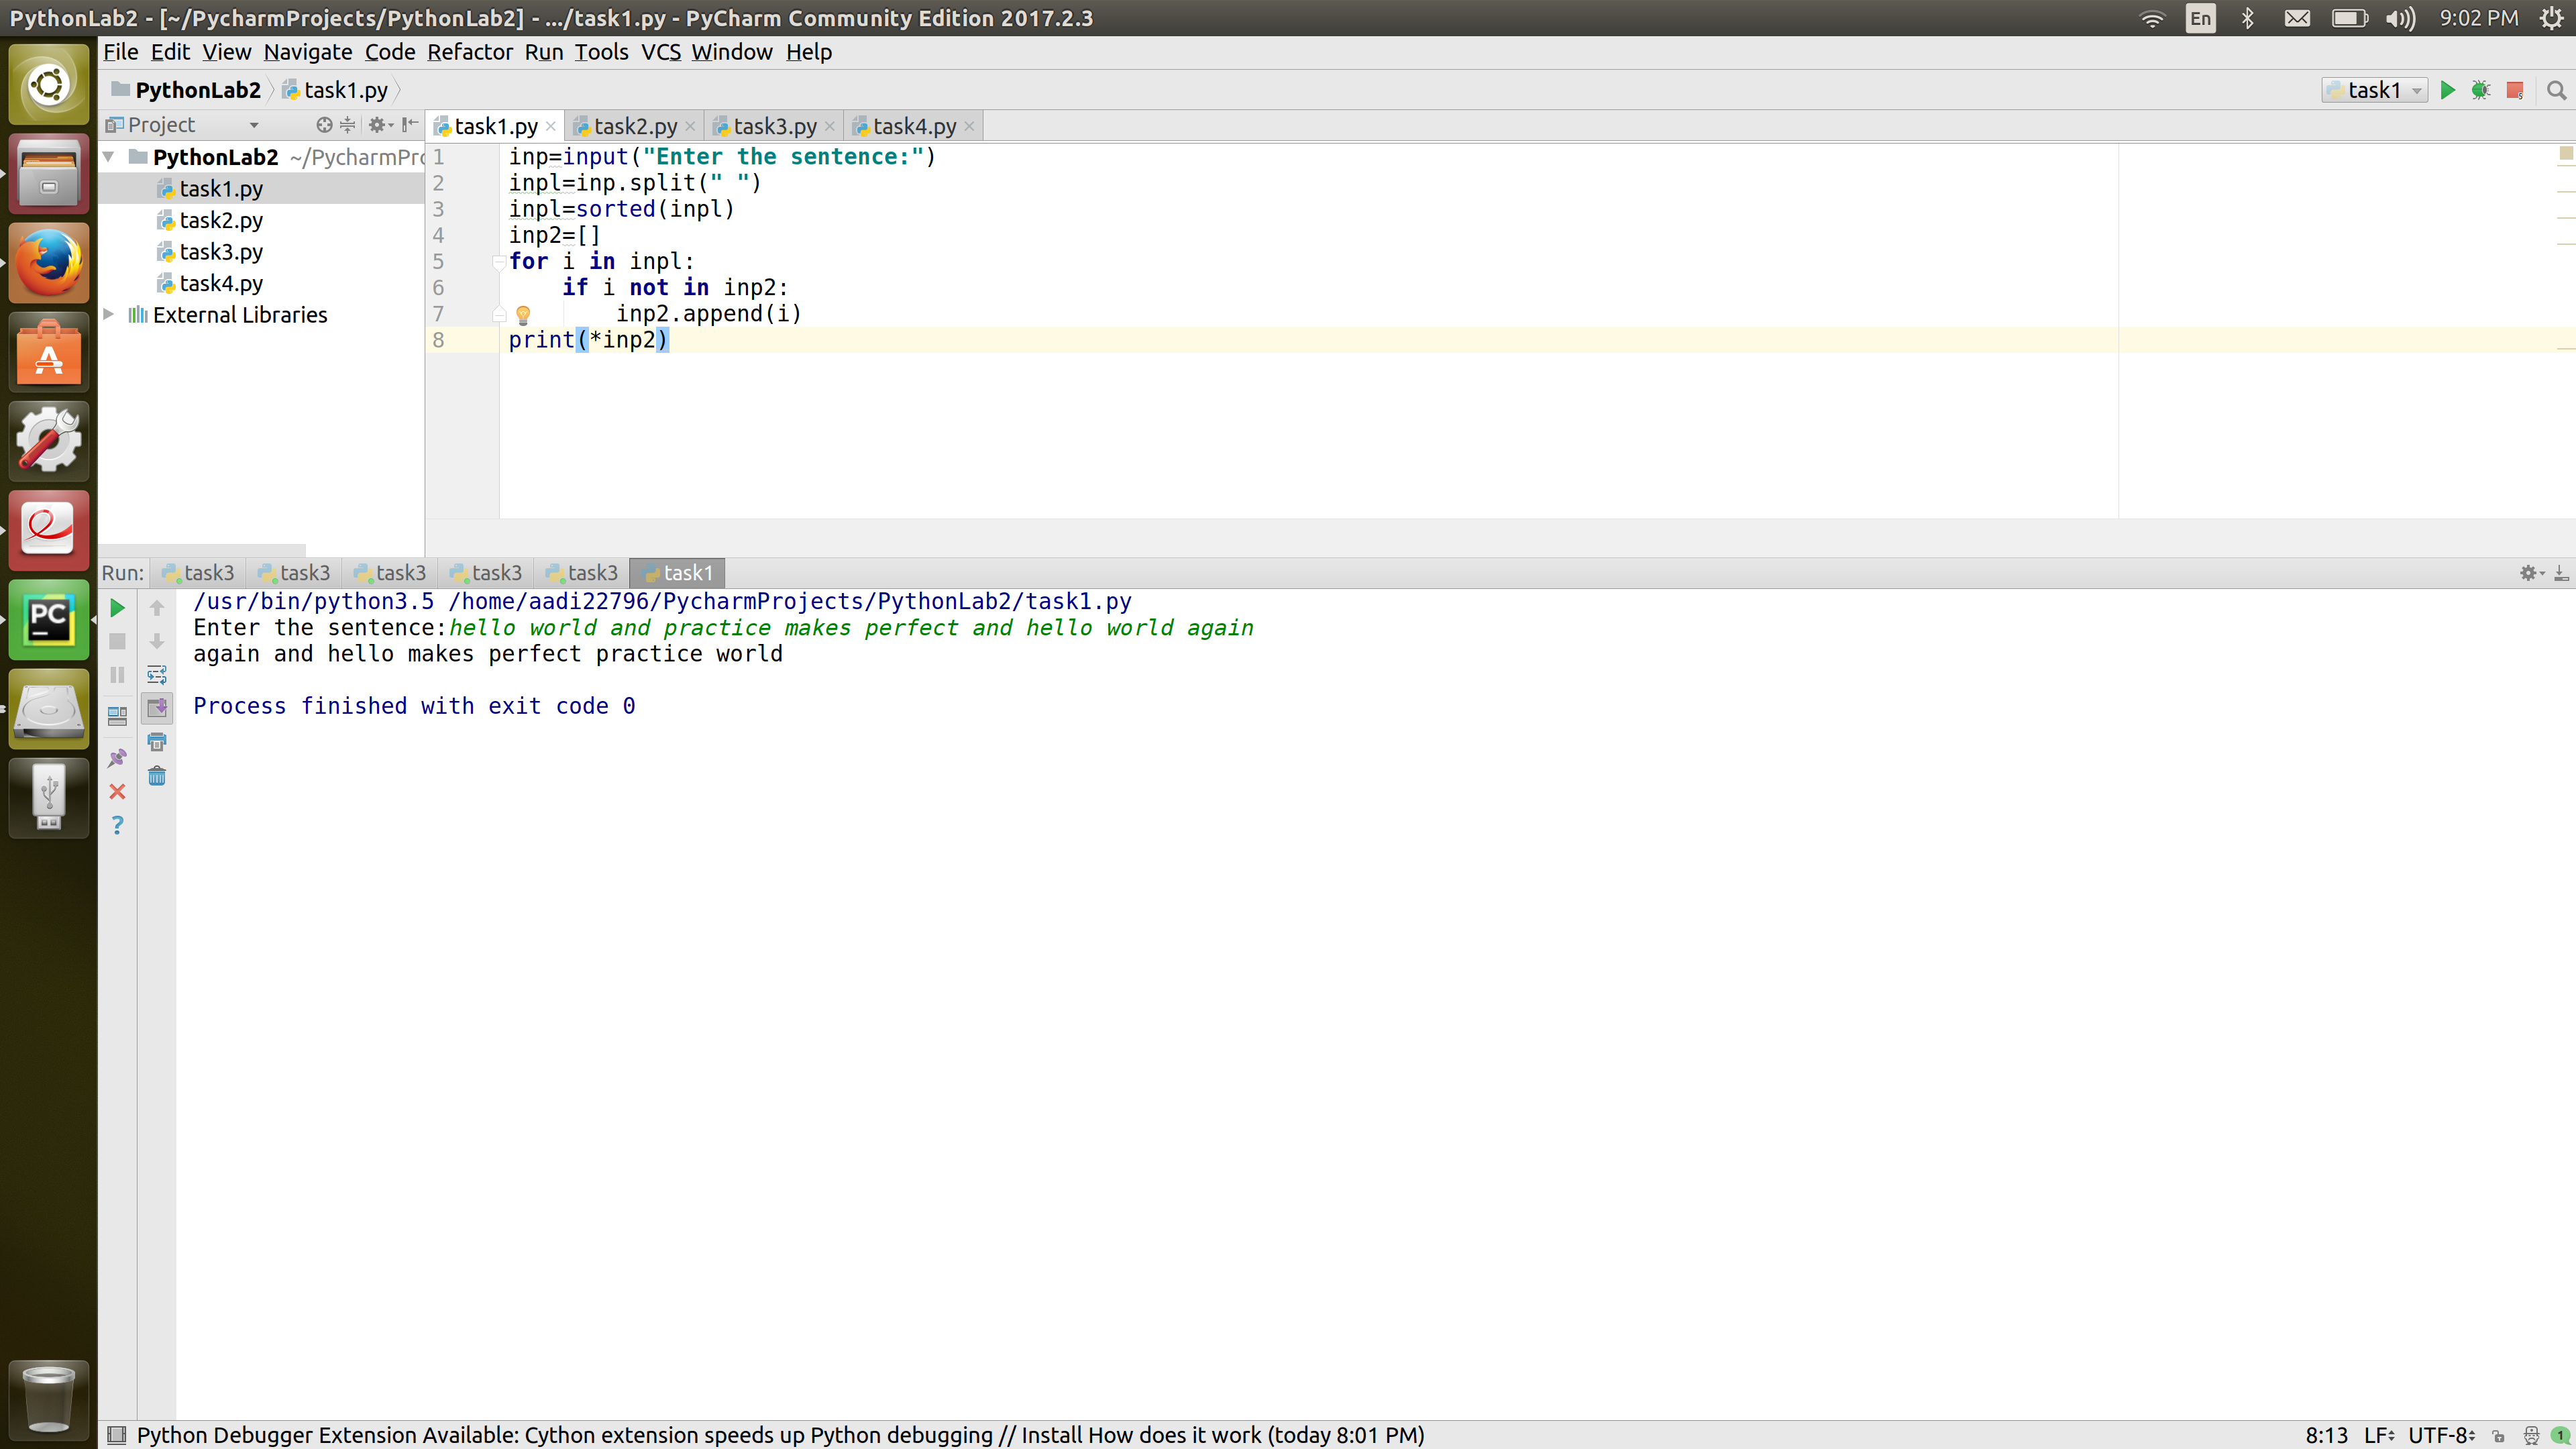 PythonLab2 - [~/PycharmProjects/PythonLab2] - .../task1.py - PyCharm Community Edition 2017.2.3
En
9:02 PM
File Edit View Navigate Code Refactor Run Tools VCS Window Help
PythonLab2 task1.py
task1
Project
task1.py task2.py task3.py task4.py
PythonLab2 ~/PycharmPro
task1.py
task2.py
task3.py
task4.py
External Libraries
1 inp=input("Enter the sentence:")
2 inpl=inp.split(" ")
3 inpl=sorted(inpl)
4 inp2=[]
5 for i in inpl:
6 if i not in inp2:
7 inp2.append(i)
8 print(*inp2)
Run: task3 task3 task3 task3 task3 task1
/usr/bin/python3.5 /home/aadi22796/PycharmProjects/PythonLab2/task1.py
Enter the sentence:hello world and practice makes perfect and hello world again
again and hello makes perfect practice world
Process finished with exit code 0
PC
Python Debugger Extension Available: Cython extension speeds up Python debugging // Install How does it work (today 8:01 PM)
8:13 LF UTF-8 1